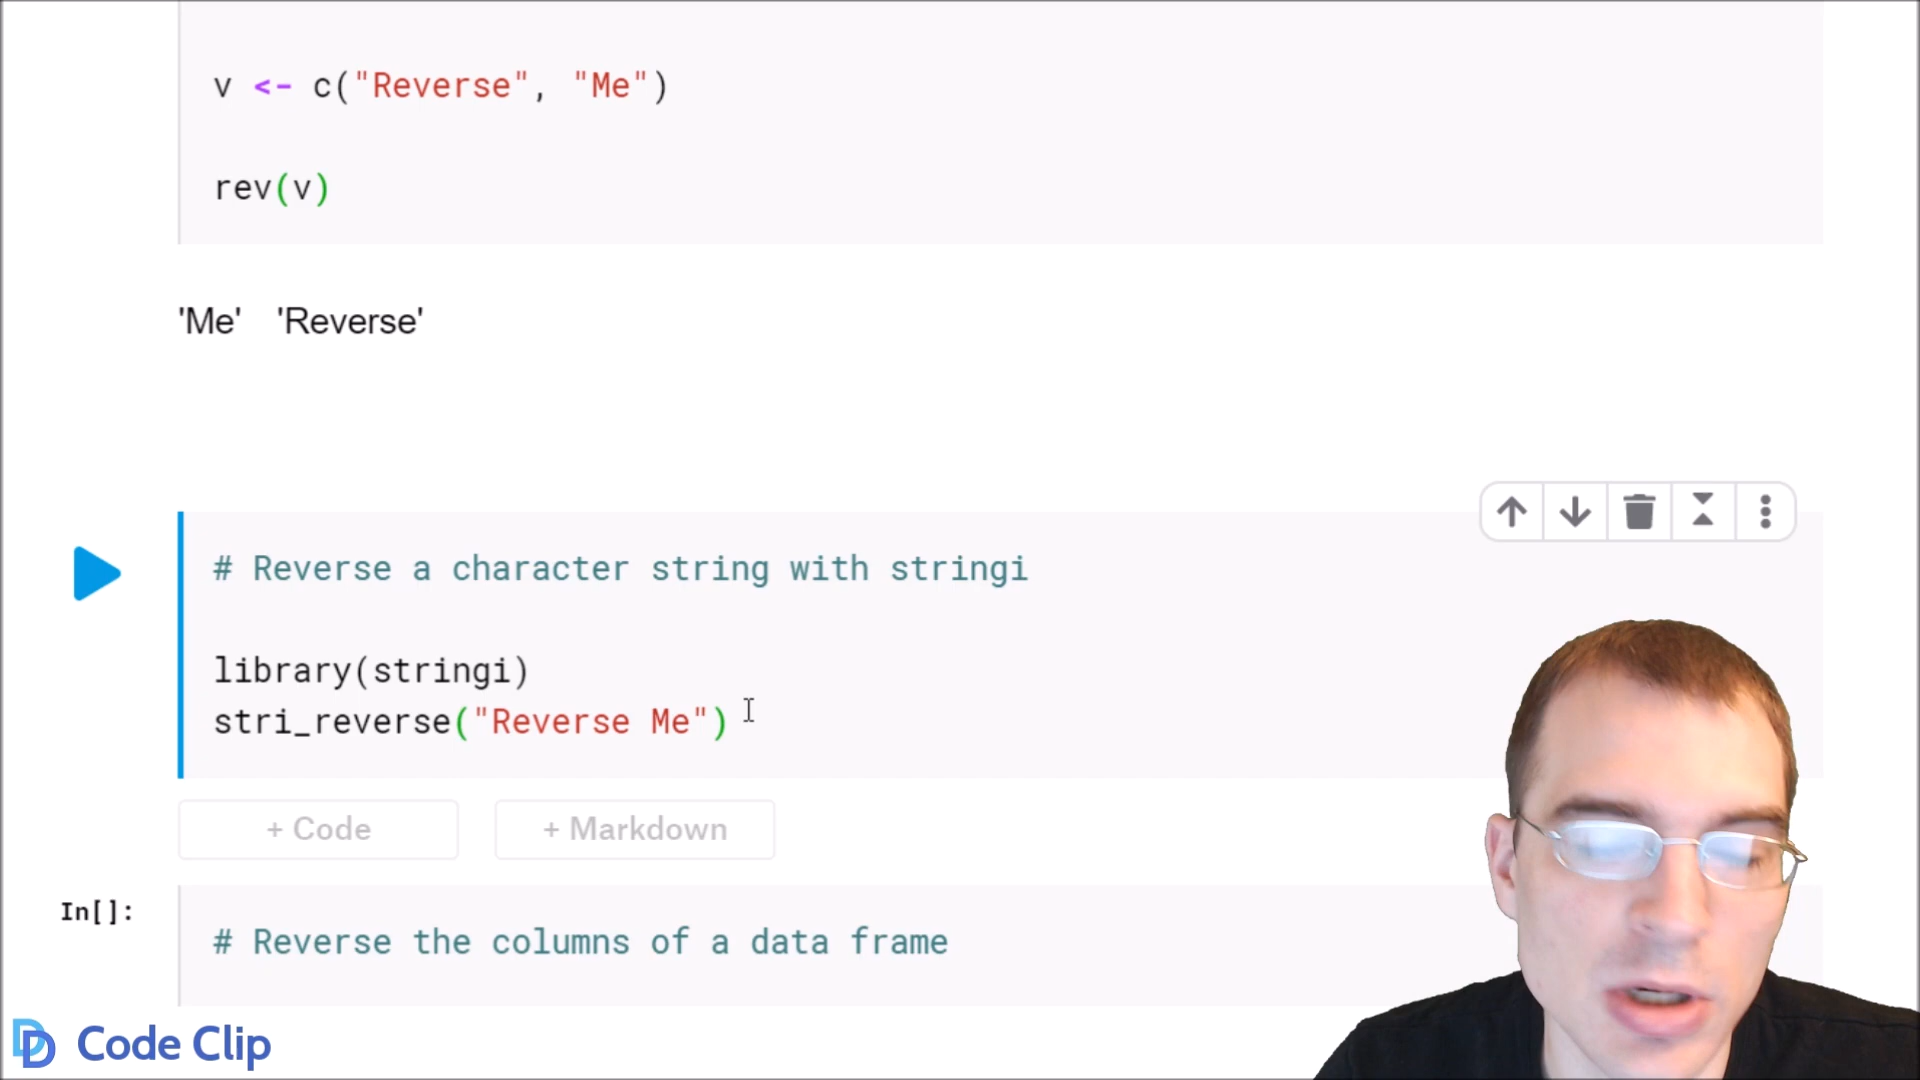 v <- c("Reverse", "Me")
rev(v)
'Me' 'Reverse'
# Reverse a character string with stringi
library(stringi)
stri_reverse("Reverse Me")
+ Code + Markdown
In[]:
# Reverse the columns of a data frame
Code Clip